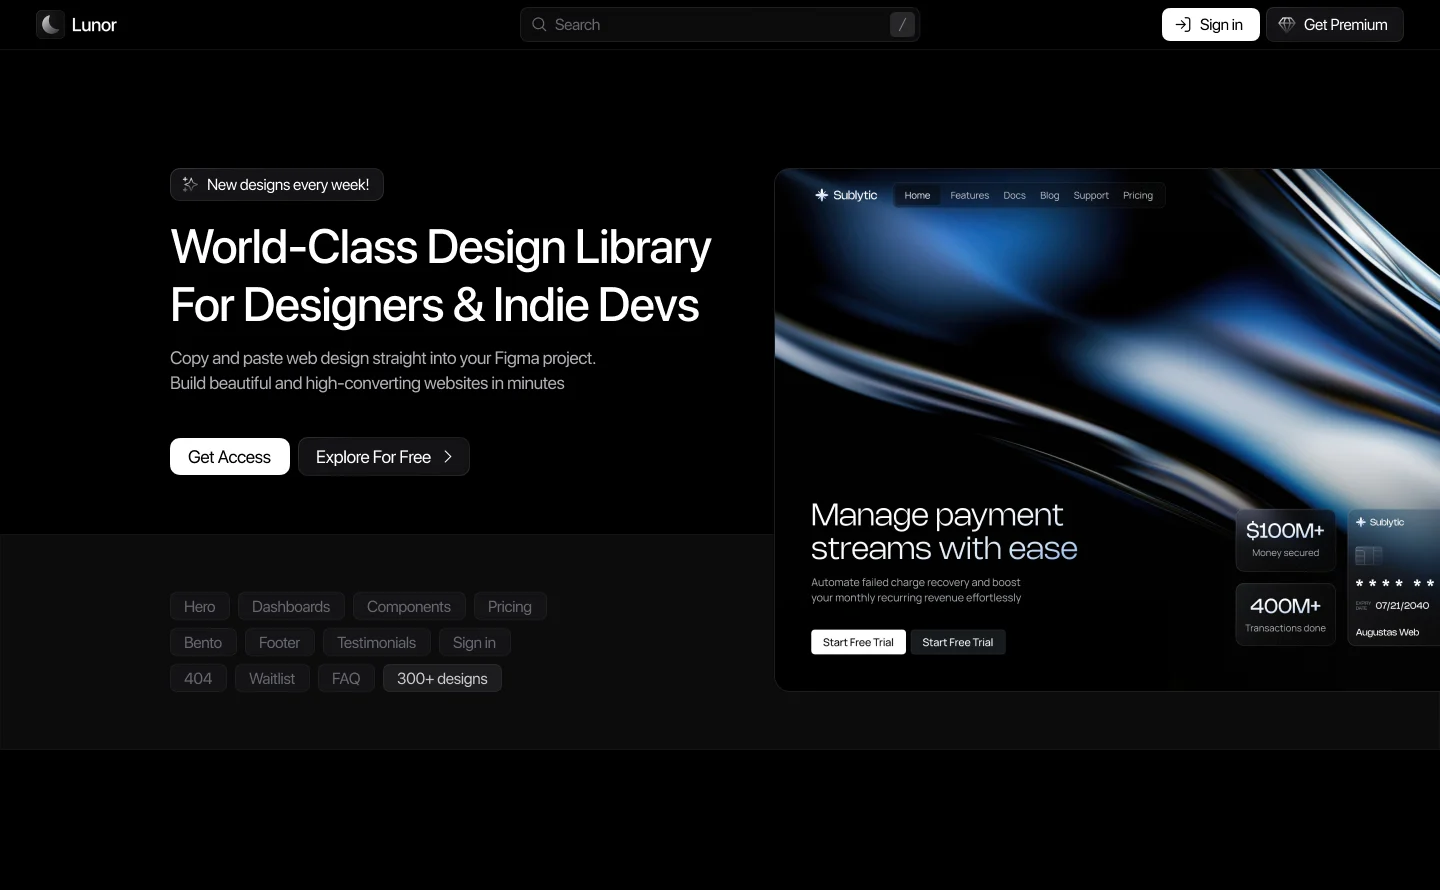 Lunor
Search
/
Sign in
Get Premium
New designs every week!
World-Class Design Library
For Designers & Indie Devs
Copy and paste web design straight into your Figma project.
Build beautiful and high-converting websites in minutes
Get Access
Explore For Free
Hero
Dashboards
Components
Pricing
Bento
Footer
Testimonials
Sign in
404
Waitlist
FAQ
300+ designs
Sublytic
Home
Features
Docs
Blog
Support
Pricing
Manage payment
streams with ease
Automate failed charge recovery and boost
your monthly recurring revenue effortlessly
Start Free Trial
Start Free Trial
$100M+
Money secured
400M+
Transactions done
Sublytic
**** **
EXPIRY
DATE
07/21/2040
Augustas Web